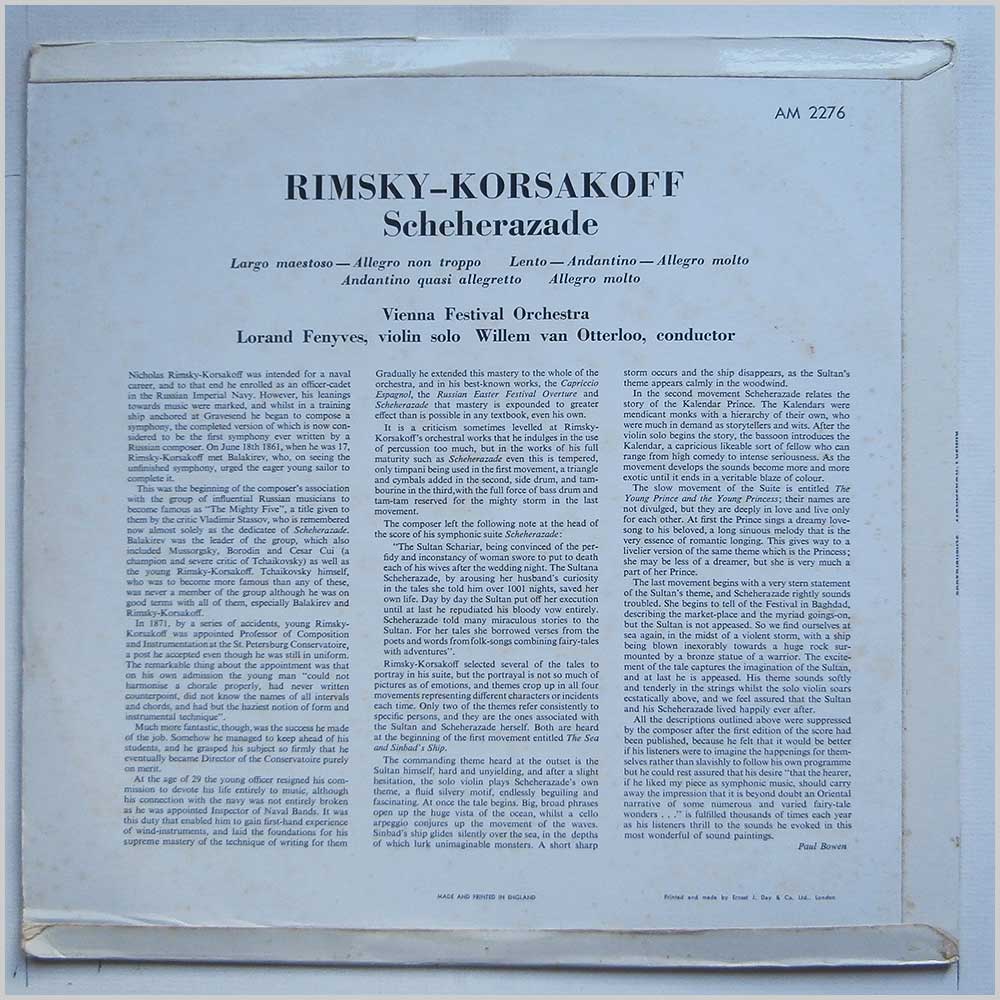 AM 2276
RIMSKY–KORSAKOFF
Scheherazade
Largo maestoso — Allegro non troppo Lento — Andantino — Allegro molto
Andantino quasi allegretto Allegro molto
Vienna Festival Orchestra
Lorand Fenyves, violin solo Willem van Otterloo, conductor
Nicholas Rimsky-Korsakoff was intended for a naval
career, and to that end he enrolled as an officer-cadet
in the Russian Imperial Navy. However, his leanings
towards music were marked, and whilst in a training
ship anchored at Gravesend he began to compose a
symphony, the completed version of which is now con-
sidered to be the first symphony ever written by a
Russian composer. On June 18th 1861, when he was 17,
Rimsky-Korsakoff met Balakirev, who, on seeing the
unfinished symphony, urged the eager young sailor to
complete it.
This was the beginning of the composer's association
with the group of influential Russian musicians to
become famous as "The Mighty Five", a title given to
them by the critic Vladimir Stassov, who is remembered
now almost solely as the dedicatee of Scheherazade.
Balakirev was the leader of the group, which also
included Mussorgsky, Borodin and Cesar Cui (a
champion and severe critic of Tchaikovsky) as well as
the young Rimsky-Korsakoff. Tchaikovsky himself,
who was to become more famous than any of these,
was never a member of the group although he was on
good terms with all of them, especially Balakirev and
Rimsky-Korsakoff.
In 1871, by a series of accidents, young Rimsky-
Korsakoff was appointed Professor of Composition
and Instrumentation at the St. Petersburg Conservatoire,
a post he accepted even though he was still in uniform.
The remarkable thing about the appointment was that
on his own admission the young man "could not
harmonise a chorale properly, had never written
counterpoint, did not know the names of all intervals
and chords, and had but the haziest notion of form and
instrumental technique".
Much more fantastic, though, was the success he made
of the job. Somehow he managed to keep ahead of his
students, and he grasped his subject so firmly that he
eventually became Director of the Conservatoire purely
on merit.
At the age of 29 the young officer resigned his com-
mission to devote his life entirely to music, although
his connection with the navy was not entirely broken
as he was appointed Inspector of Naval Bands. It was
this duty that enabled him to gain first-hand experience
of wind-instruments, and laid the foundations for his
supreme mastery of the technique of writing for them
Gradually he extended this mastery to the whole of the
orchestra, and in his best-known works, the Capriccio
Espagnol, the Russian Easter Festival Overture and
Scheherazade that mastery is expounded to greater
effect than is possible in any textbook, even his own.
It is a criticism sometimes levelled at Rimsky-
Korsakoff's orchestral works that he indulges in the use
of percussion too much, but in the works of his full
maturity such as Scheherazade even this is tempered,
only timpani being used in the first movement, a triangle
and cymbals added in the second, side drum, and tam-
bourine in the third, with the full force of bass drum and
tam-tam reserved for the mighty storm in the last
movement.
The composer left the following note at the head of
the score of his symphonic suite Scheherazade:
"The Sultan Schariar, being convinced of the per-
fidy and inconstancy of woman swore to put to death
each of his wives after the wedding night. The Sultana
Scheherazade, by arousing her husband's curiosity
in the tales she told him over 1001 nights, saved her
own life. Day by day the Sultan put off her execution
until at last he repudiated his bloody vow entirely.
Scheherazade told many miraculous stories to the
Sultan. For her tales she borrowed verses from the
poets and words from folk-songs combining fairy-tales
with adventures".
Rimsky-Korsakoff selected several of the tales to
portray in his suite, but the portrayal is not so much of
pictures as of emotions, and themes crop up in all four
movements representing different characters or incidents
each time. Only two of the themes refer consistently to
specific persons, and they are the ones associated with
the Sultan and Scheherazade herself. Both are heard
at the beginning of the first movement entitled The Sea
and Sinbad's Ship.
The commanding theme heard at the outset is the
Sultan himself, hard and unyielding, and after a slight
hesitation, the solo violin plays Scheherazade's own
theme, a fluid silvery motif, endlessly beguiling and
fascinating. At once the tale begins. Big, broad phrases
open up the huge vista of the ocean, whilst a cello
arpeggio conjures up the movement of the waves.
Sinbad's ship glides silently over the sea, in the depths
of which lurk unimaginable monsters. A short sharp
storm occurs and the ship disappears, as the Sultan's
theme appears calmly in the woodwind.
In the second movement Scheherazade relates the
story of the Kalendar Prince. The Kalendars were
mendicant monks with a hierarchy of their own, who
were much in demand as storytellers and wits. After the
violin solo begins the story, the bassoon introduces the
Kalendar, a capricious likeable sort of fellow who can
range from high comedy to intense seriousness. As the
movement develops the sounds become more and more
exotic until it ends in a veritable blaze of colour.
The slow movement of the Suite is entitled The
Young Prince and the Young Princess; their names are
not divulged, but they are deeply in love and live only
for each other. At first the Prince sings a dreamy love-
song to his beloved, a long sinuous melody that is the
very essence of romantic longing. This gives way to a
livelier version of the same theme which is the Princess;
she may be less of a dreamer, but she is very much a
part of her Prince.
The last movement begins with a very stern statement
of the Sultan's theme, and Scheherazade rightly sounds
troubled. She begins to tell of the Festival in Baghdad,
describing the market-place and the myriad goings-on,
but the Sultan is not appeased. So we find ourselves at
sea again, in the midst of a violent storm, with a ship
being blown inexorably towards a huge rock sur-
mounted by a bronze statue of a warrior. The excite-
ment of the tale captures the imagination of the Sultan,
and at last he is appeased. His theme sounds softly
and tenderly in the strings whilst the solo violin soars
ecstatically above, and we feel assured that the Sultan
and his Scheherazade lived happily ever after.
All the descriptions outlined above were suppressed
by the composer after the first edition of the score had
been published, because he felt that it would be better
if his listeners were to imagine the happenings for them-
selves rather than slavishly to follow his own programme
but he could rest assured that his desire "that the hearer,
if he liked my piece as symphonic music, should carry
away the impression that it is beyond doubt an Oriental
narrative of some numerous and varied fairy-tale
wonders . . ." is fulfilled thousands of times each year
as his listeners thrill to the sounds he evoked in this
most wonderful of sound paintings.
Paul Bowen
MADE AND PRINTED IN ENGLAND
Printed and made by Ernest J. Day & Co. Ltd., London